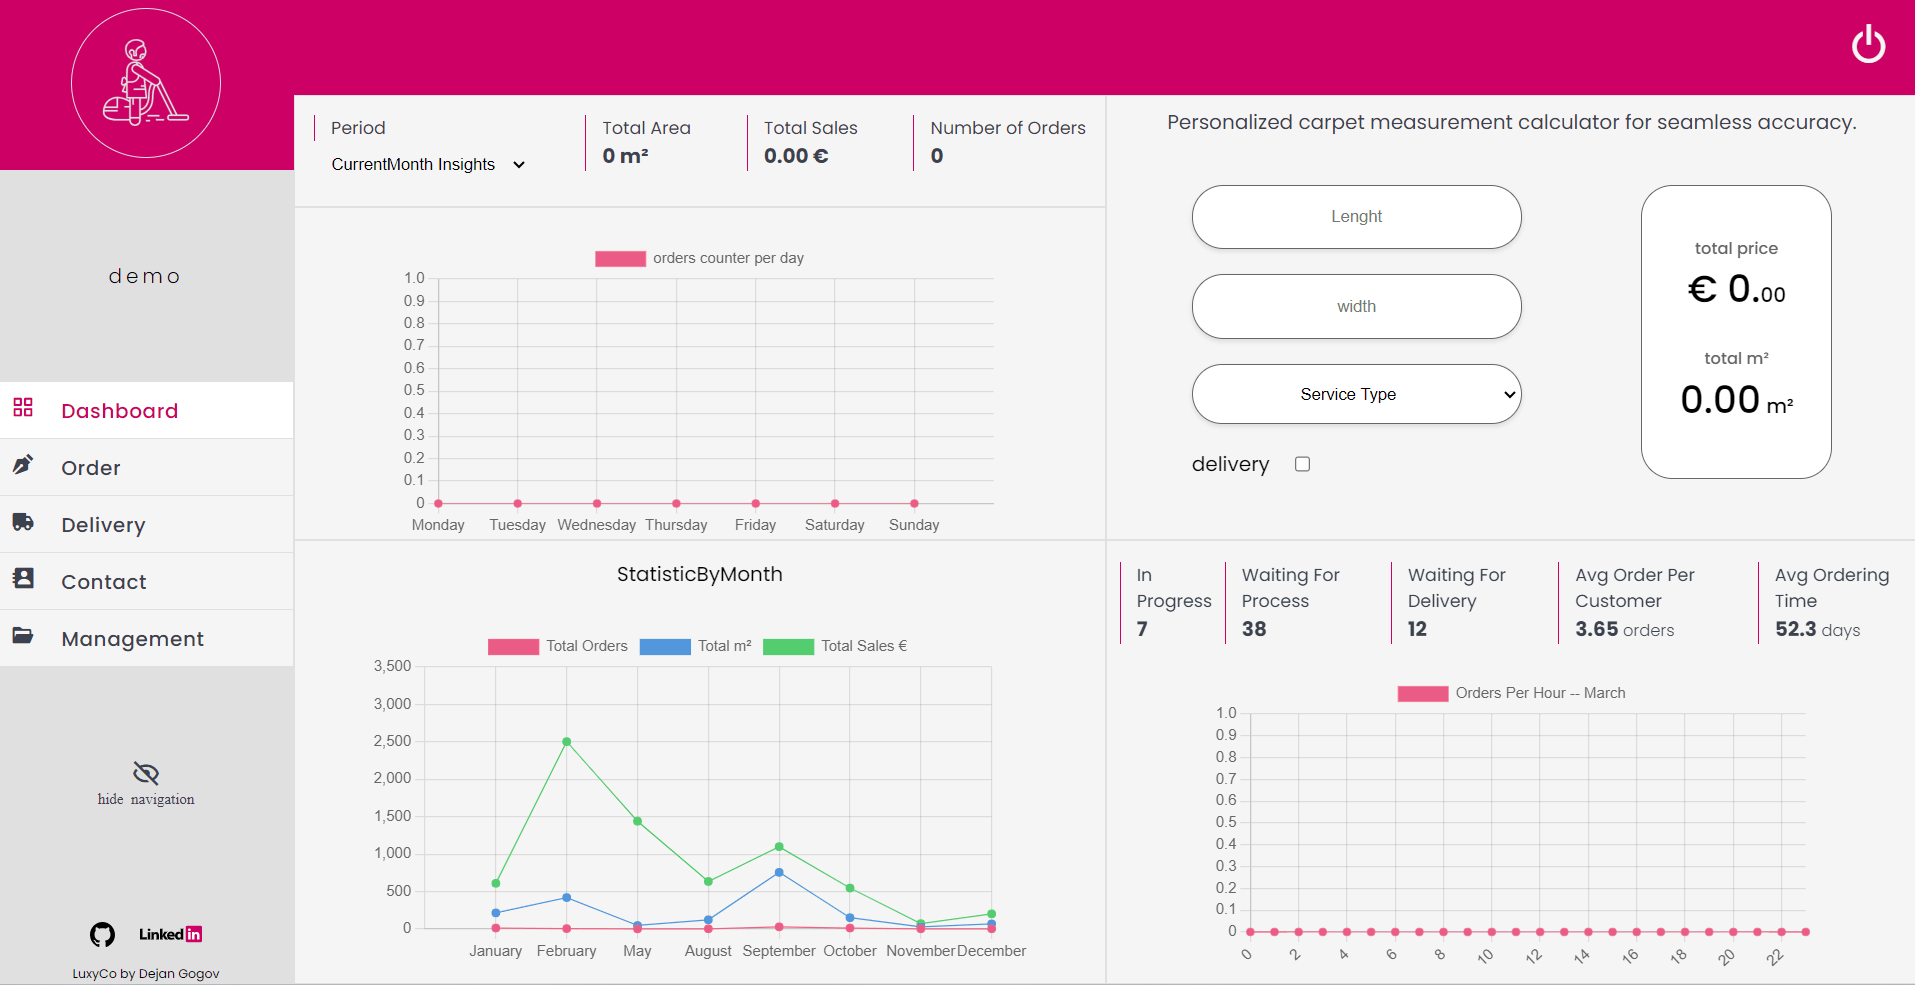 demo
Dashboard
Order
Delivery
Contact
Management
hide navigation
Linked in
LuxyCo by Dejan Gogov
Period
CurrentMonth Insights
Total Area
0 m²
Total Sales
0.00 €
Number of Orders
0
orders counter per day
1.0
0.9
0.8
0.7
0.6
0.5
0.4
0.3
0.2
0.1
0
Monday Tuesday Wednesday Thursday Friday Saturday Sunday
Personalized carpet measurement calculator for seamless accuracy.
Lenght
width
Service Type
delivery
total price
€ 0.00
total m²
0.00 m²
StatisticByMonth
Total Orders Total m² Total Sales €
3,500
3,000
2,500
2,000
1,500
1,000
500
0
January February May August September October November December
In
Progress
7
Waiting For
Process
38
Waiting For
Delivery
12
Avg Order Per
Customer
3.65 orders
Avg Ordering
Time
52.3 days
Orders Per Hour -- March
1.0
0.9
0.8
0.7
0.6
0.5
0.4
0.3
0.2
0.1
0
0 2 4 6 8 10 12 14 16 18 20 22